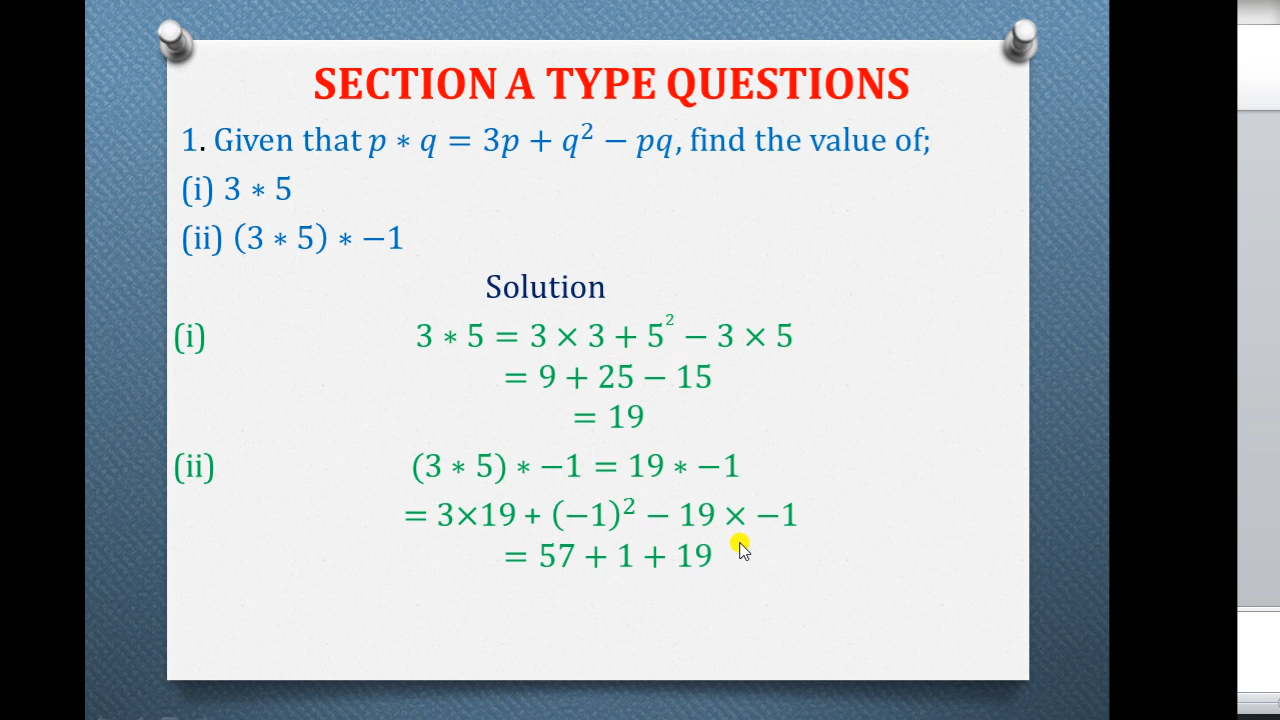 SECTION A TYPE QUESTIONS
1. Given that p ∗ q = 3p + q² − pq, find the value of;
(i) 3 ∗ 5
(ii) (3 ∗ 5) ∗ −1
Solution
(i) 3 ∗ 5 = 3 × 3 + 5² − 3 × 5
= 9 + 25 − 15
= 19
(ii) (3 ∗ 5) ∗ −1 = 19 ∗ −1
= 3×19 + (−1)² − 19 × −1
= 57 + 1 + 19